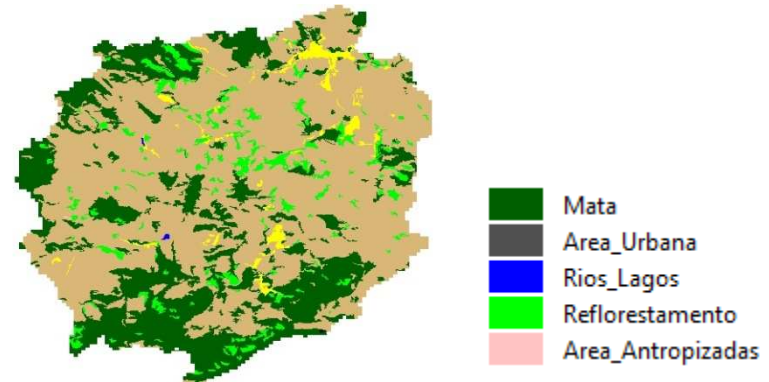 Mata
Area_Urbana
Rios_Lagos
Reflorestamento
Area_Antropizadas